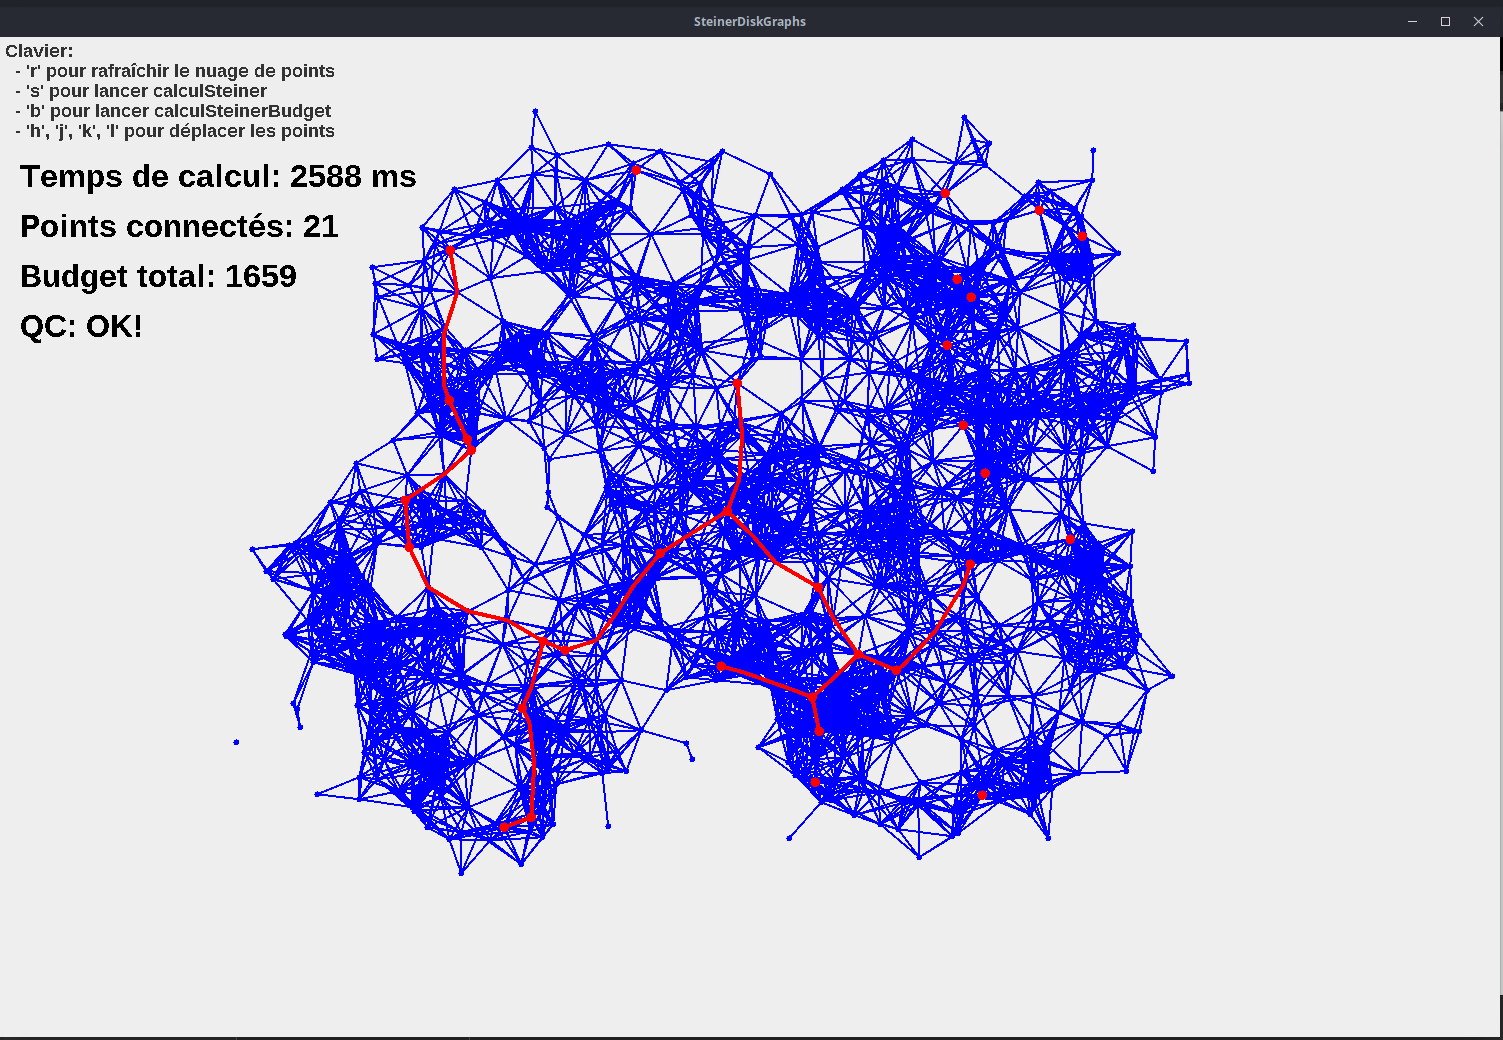 SteinerDiskGraphs
Clavier:
- 'r' pour rafraîchir le nuage de points
- 's' pour lancer calculSteiner
- 'b' pour lancer calculSteinerBudget
- 'h', 'j', 'k', 'l' pour déplacer les points
Temps de calcul: 2588 ms
Points connectés: 21
Budget total: 1659
QC: OK!